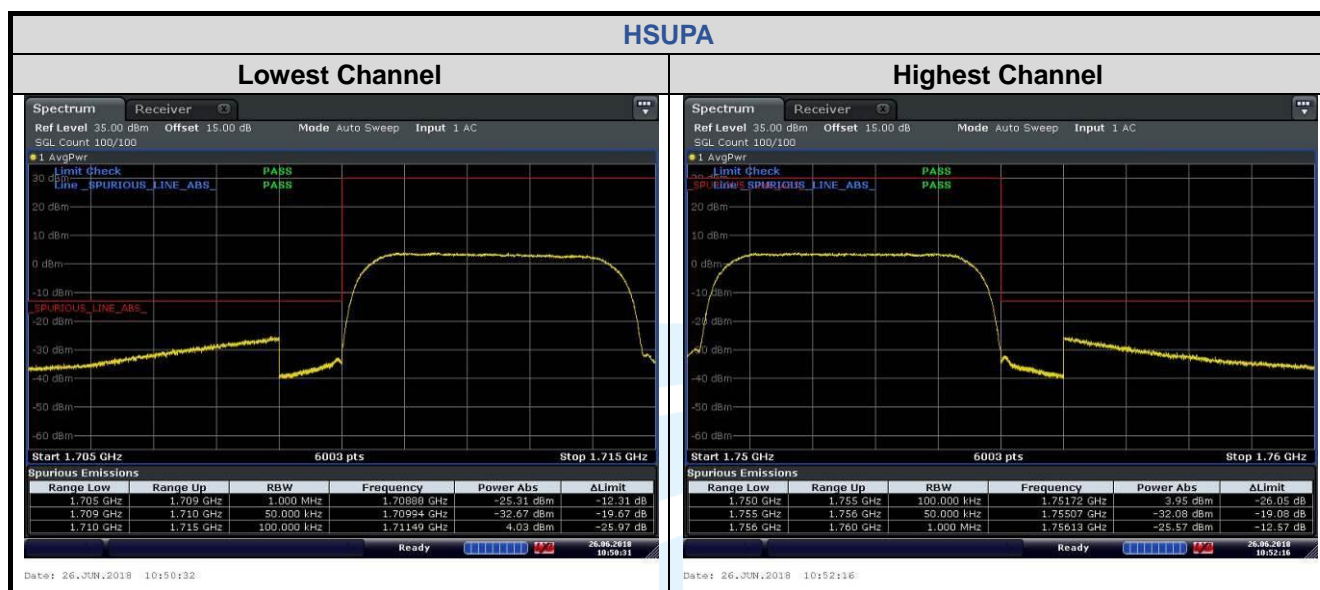 HSUPA
Lowest Channel
Highest Channel
Spectrum Receiver
Ref Level 35.00 dBm Offset 15.00 dB Mode Auto Sweep Input 1 AC
SGL Count 100/100
1 AvgPwr
Limit Check PASS
30 dBm
Line _SPURIOUS_LINE_ABS_ PASS
20 dBm
10 dBm
0 dBm
-10 dBm
_SPURIOUS_LINE_ABS_
-20 dBm
-30 dBm
-40 dBm
-50 dBm
-60 dBm
Start 1.705 GHz 6003 pts Stop 1.715 GHz
Spurious Emissions
Range Low Range Up RBW Frequency Power Abs ΔLimit
1.705 GHz 1.709 GHz 1.000 MHz 1.70888 GHz -25.31 dBm -12.31 dB
1.709 GHz 1.710 GHz 50.000 kHz 1.70994 GHz -32.67 dBm -19.67 dB
1.710 GHz 1.715 GHz 100.000 kHz 1.71149 GHz 4.03 dBm -25.97 dB
Ready 26.06.2018
10:50:31
Date: 26.JUN.2018 10:50:32
Spectrum Receiver
Ref Level 35.00 dBm Offset 15.00 dB Mode Auto Sweep Input 1 AC
SGL Count 100/100
1 AvgPwr
Limit Check PASS
Line _SPURIOUS_LINE_ABS_ PASS
20 dBm
10 dBm
0 dBm
-10 dBm
-20 dBm
-40 dBm
-50 dBm
-60 dBm
Start 1.75 GHz 6003 pts Stop 1.76 GHz
Spurious Emissions
Range Low Range Up RBW Frequency Power Abs ΔLimit
1.750 GHz 1.755 GHz 100.000 kHz 1.75172 GHz 3.95 dBm -26.05 dB
1.755 GHz 1.756 GHz 50.000 kHz 1.75507 GHz -32.08 dBm -19.08 dB
1.756 GHz 1.760 GHz 1.000 MHz 1.75613 GHz -25.57 dBm -12.57 dB
Ready 26.06.2018
10:52:16
Date: 26.JUN.2018 10:52:16